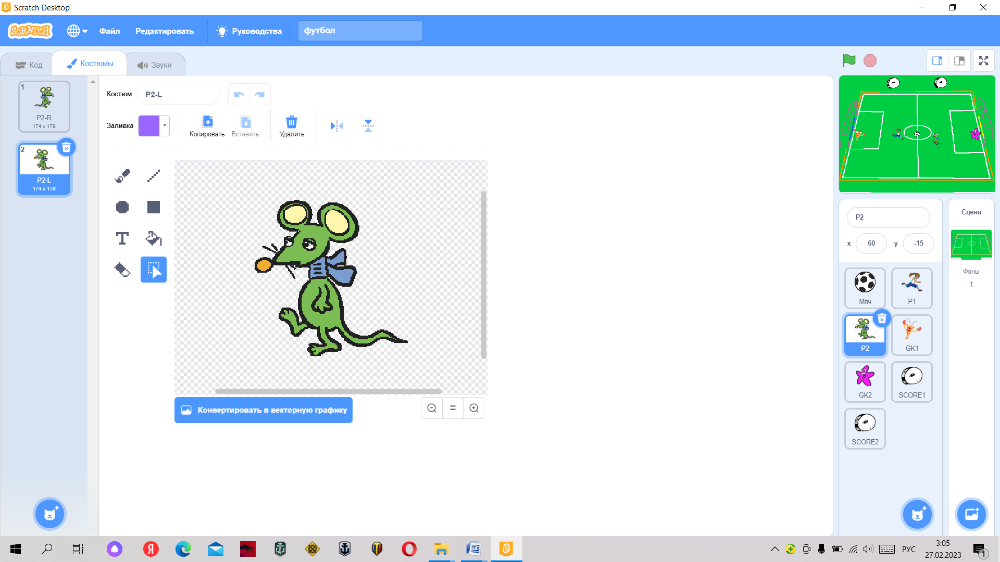 Scratch Desktop
SCRATCH
Файл
Редактировать
Руководства
футбол
Код
Костюмы
Звуки
1
P2-R
174 x 179
2
P2-L
174 x 179
Костюм
P2-L
Заливка
Копировать
Вставить
Удалить
T
Конвертировать в векторную графику
P2
x
60
y
-15
Сцена
Фоны
1
Мяч
P1
P2
GK1
GK2
SCORE1
SCORE2
Я
РУС
3:05
27.02.2023
1